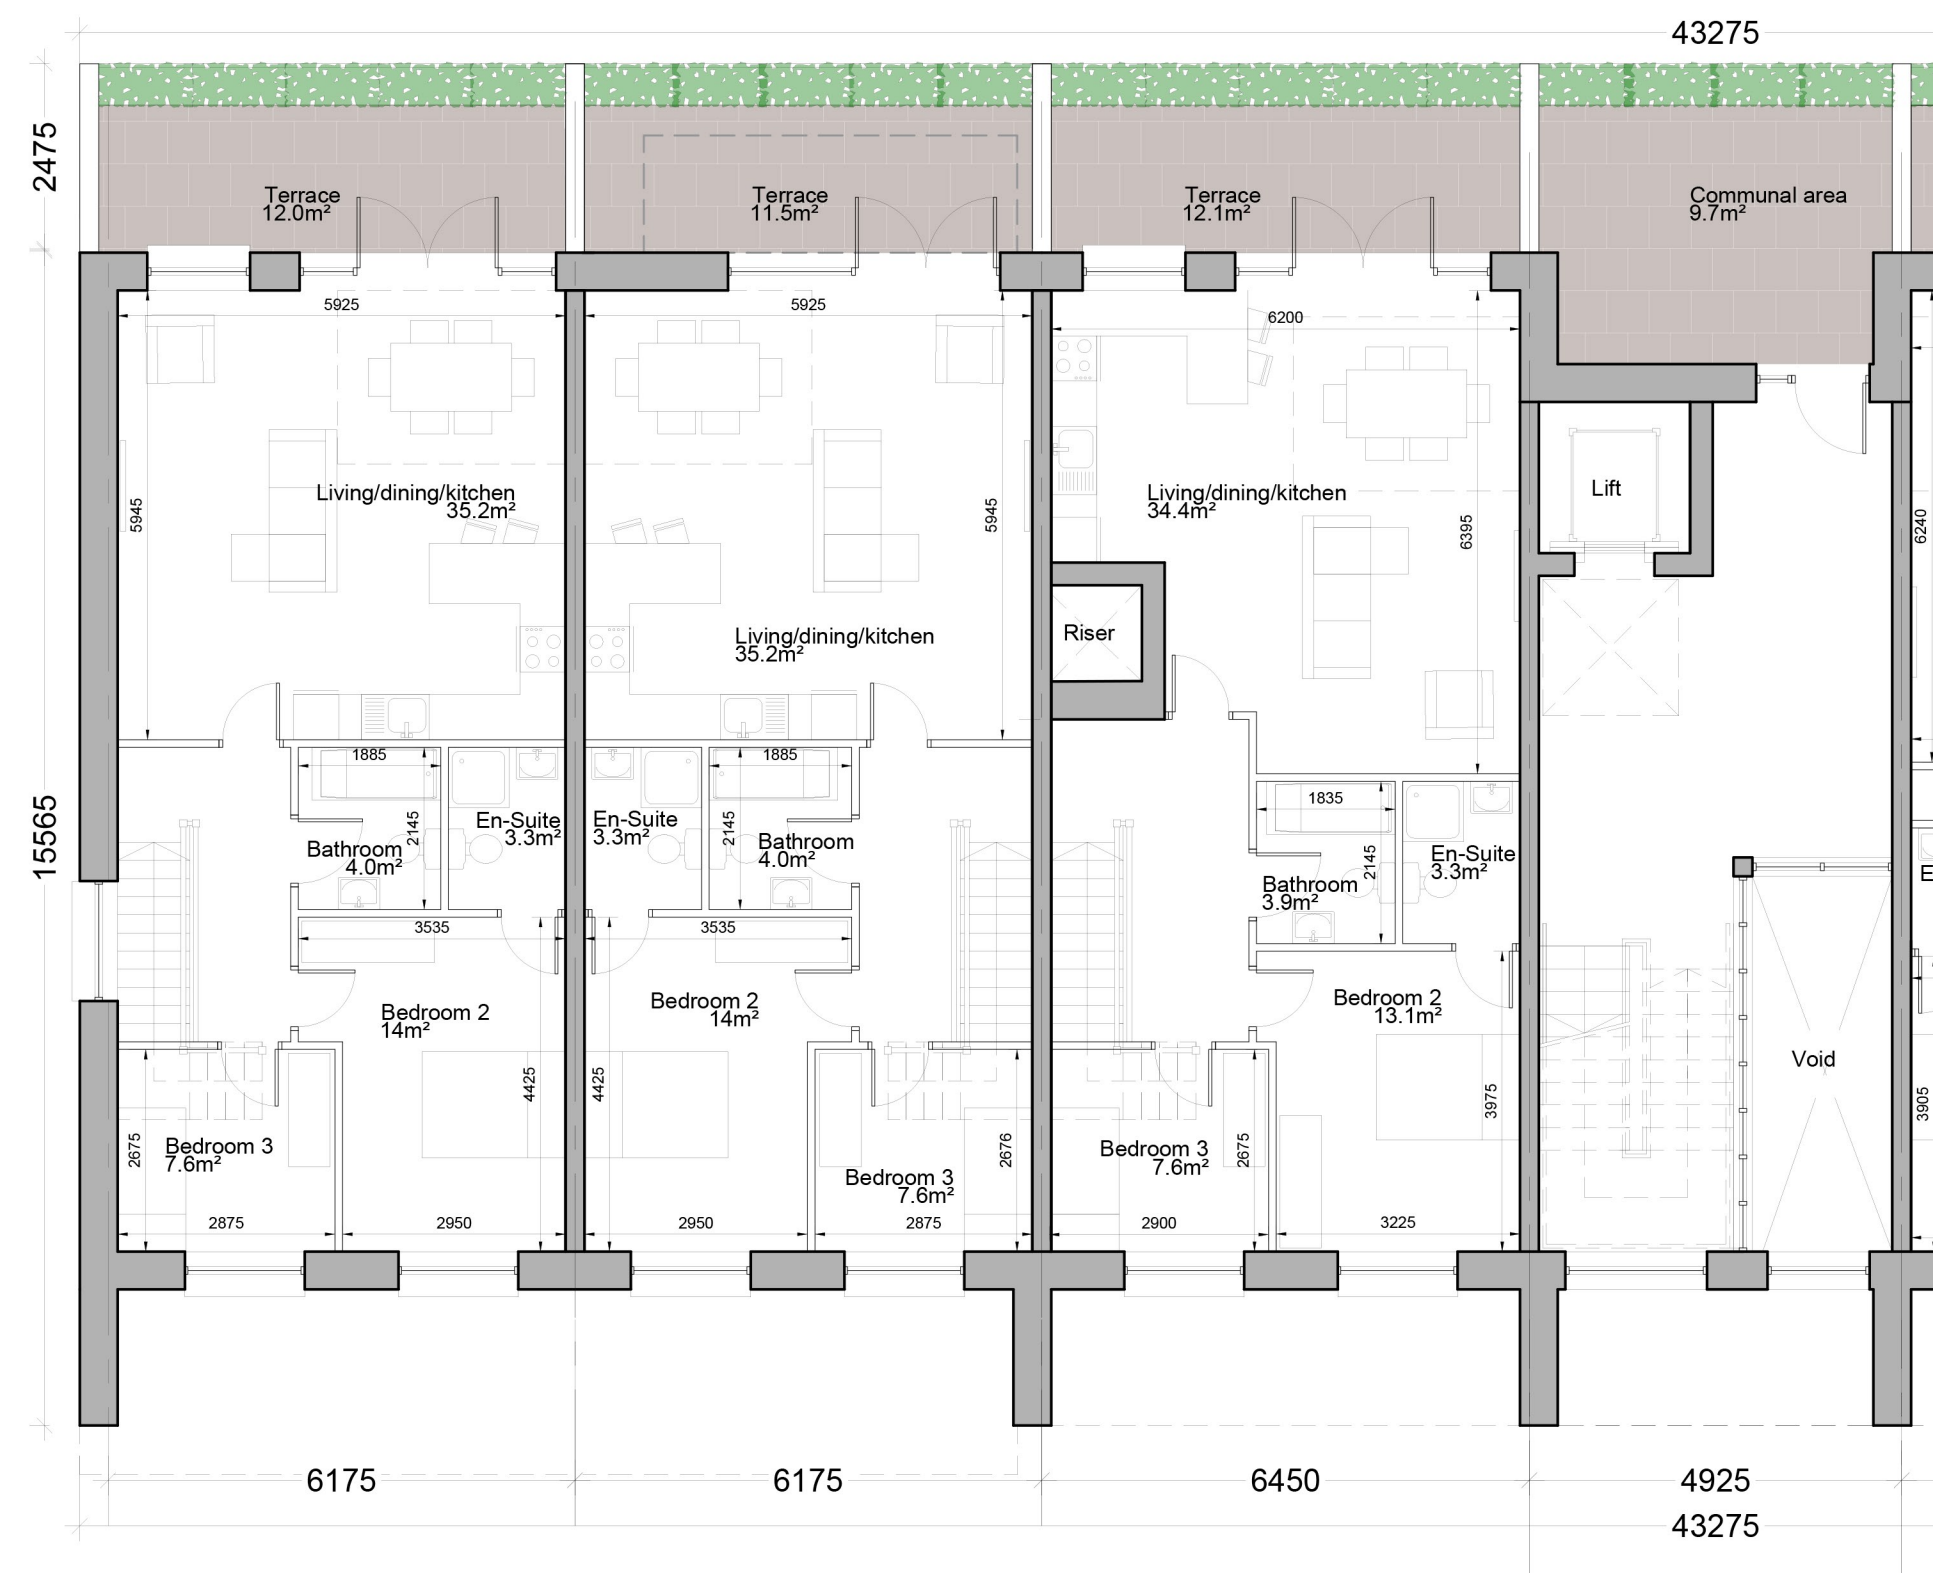 43275
2475
Terrace
12.0m²
Terrace
11.5m²
Terrace
12.1m²
Communal area
9.7m²
5925
5925
6200
5945
5945
6395
6240
Living/dining/kitchen
35.2m²
Living/dining/kitchen
34.4m²
Lift
Living/dining/kitchen
35.2m²
Riser
15565
1885
1885
1835
2145
2145
2145
En-Suite
3.3m²
En-Suite
3.3m²
Bathroom
4.0m²
Bathroom
4.0m²
En-Suite
3.3m²
Bathroom
3.9m²
E
3535
3535
Bedroom 2
14m²
Bedroom 2
14m²
Bedroom 2
13.1m²
Void
4425
4425
3975
3905
2675
2676
2675
Bedroom 3
7.6m²
Bedroom 3
7.6m²
Bedroom 3
7.6m²
2875
2950
2950
2875
2900
3225
6175
6175
6450
4925
43275